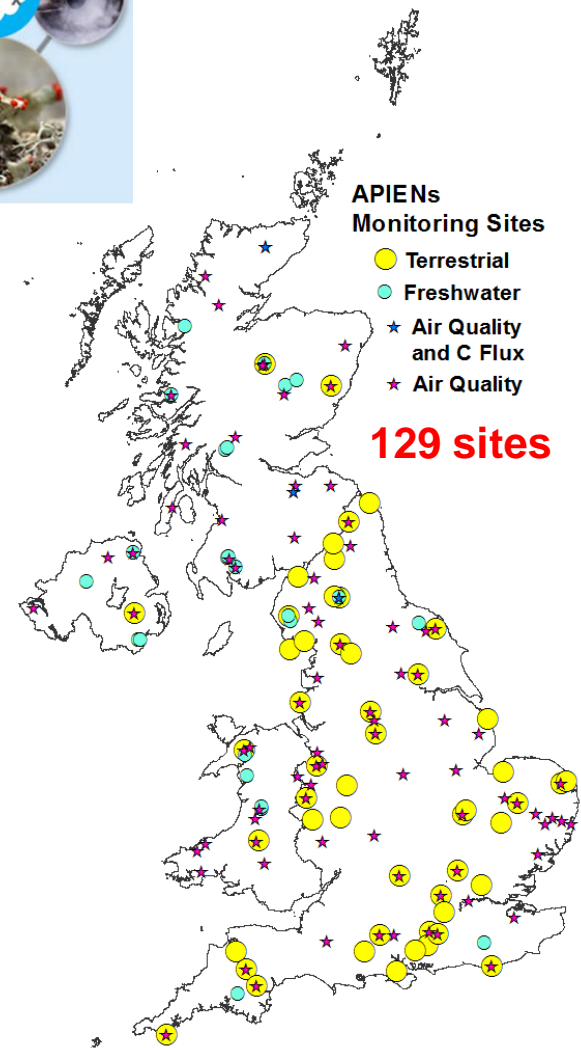 APIENs
Monitoring Sites
Terrestrial
Freshwater
Air Quality
and C Flux
Air Quality
129 sites